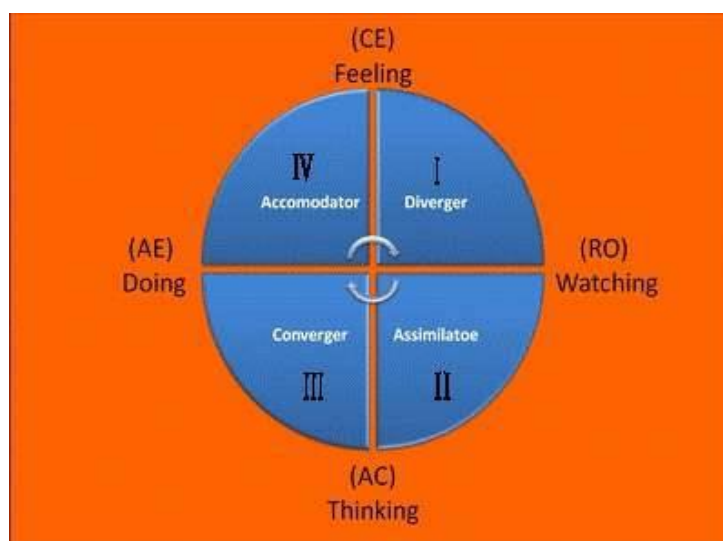 (CE)
Feeling
IV
I
Accomodator
Diverger
(AE)
Doing
(RO)
Watching
Converger
Assimilatoe
III
II
(AC)
Thinking